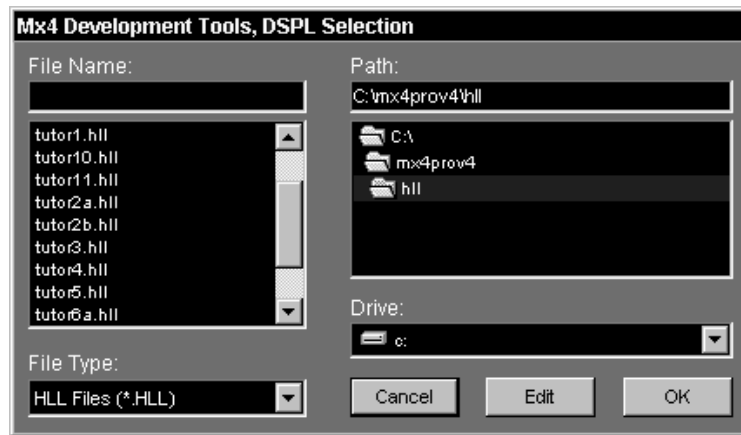 Mx4 Development Tools, DSPL Selection
File Name:
tutor1.hll
tutor10.hll
tutor11.hll
tutor2a.hll
tutor2b.hll
tutor3.hll
tutor4.hll
tutor5.hll
tutor6a.hll
File Type:
HLL Files (*.HLL)
Path:
C:\mx4prov4\hll
C:\
mx4prov4
hll
Drive:
c:
Cancel Edit OK